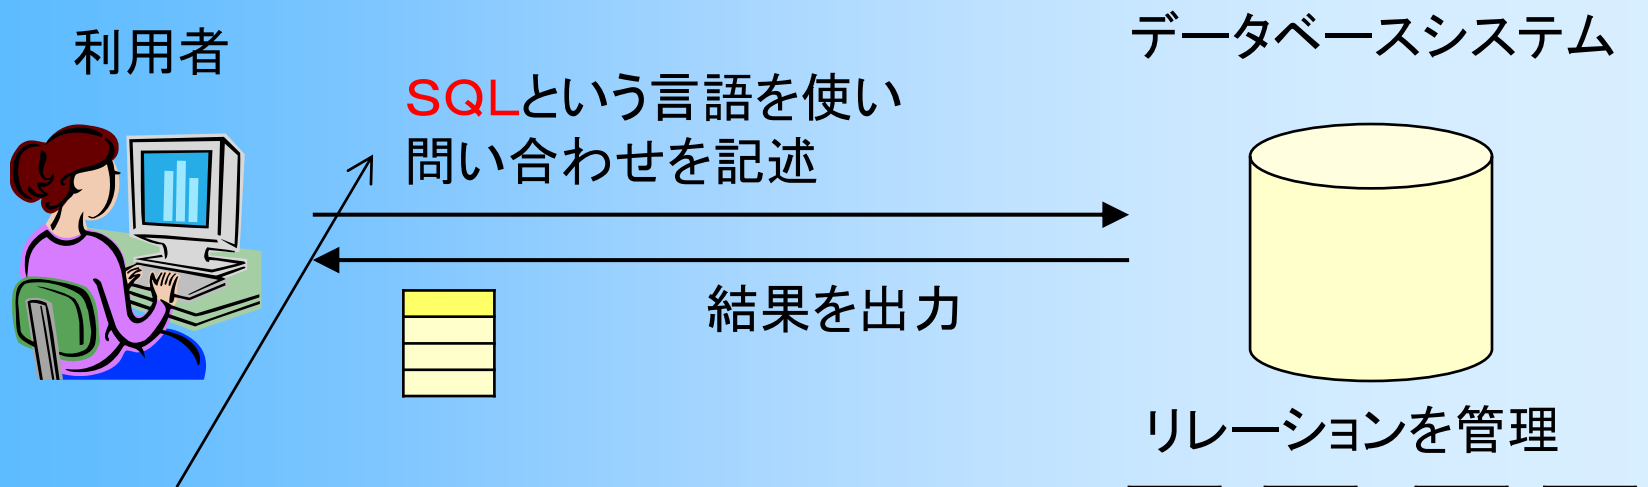 利用者
データベースシステム
SQLという言語を使い
問い合わせを記述
結果を出力
リレーションを管理